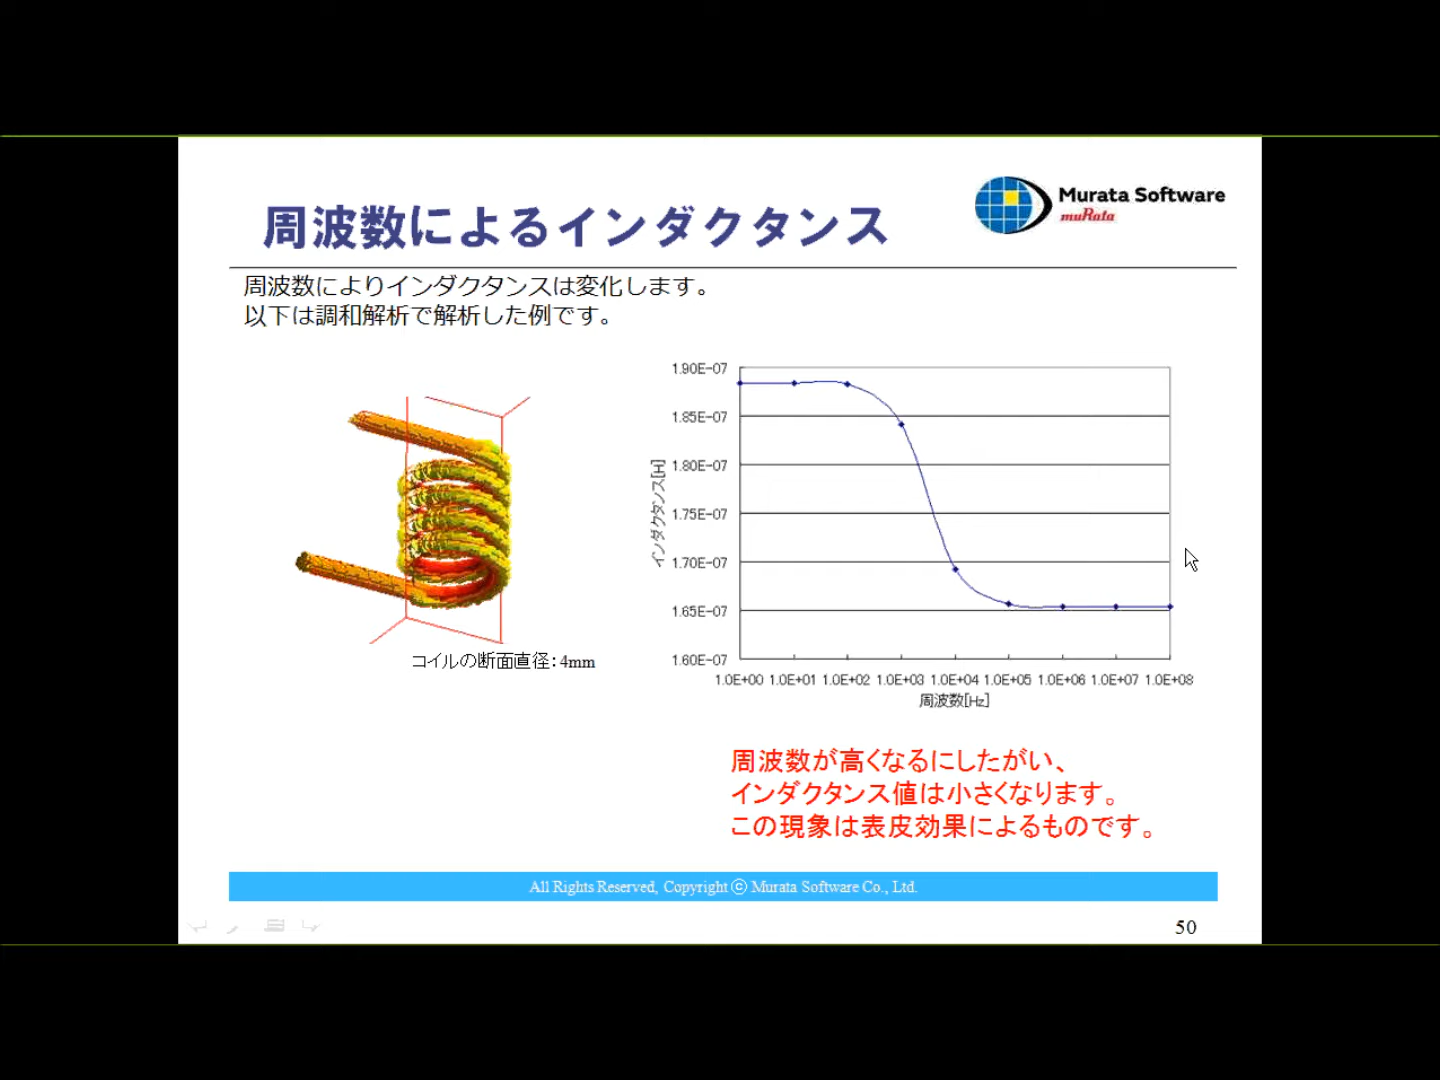 周波数によるインダクタンス
Murata Software
muRata
周波数によりインダクタンスは変化します。
以下は調和解析で解析した例です。
コイルの断面直径：4mm
インダクタンス[H]
1.90E-07
1.85E-07
1.80E-07
1.75E-07
1.70E-07
1.65E-07
1.60E-07
1.0E+00 1.0E+01 1.0E+02 1.0E+03 1.0E+04 1.0E+05 1.0E+06 1.0E+07 1.0E+08
周波数[Hz]
周波数が高くなるにしたがい、
インダクタンス値は小さくなります。
この現象は表皮効果によるものです。
All Rights Reserved, Copyright ⓒ Murata Software Co., Ltd.
50